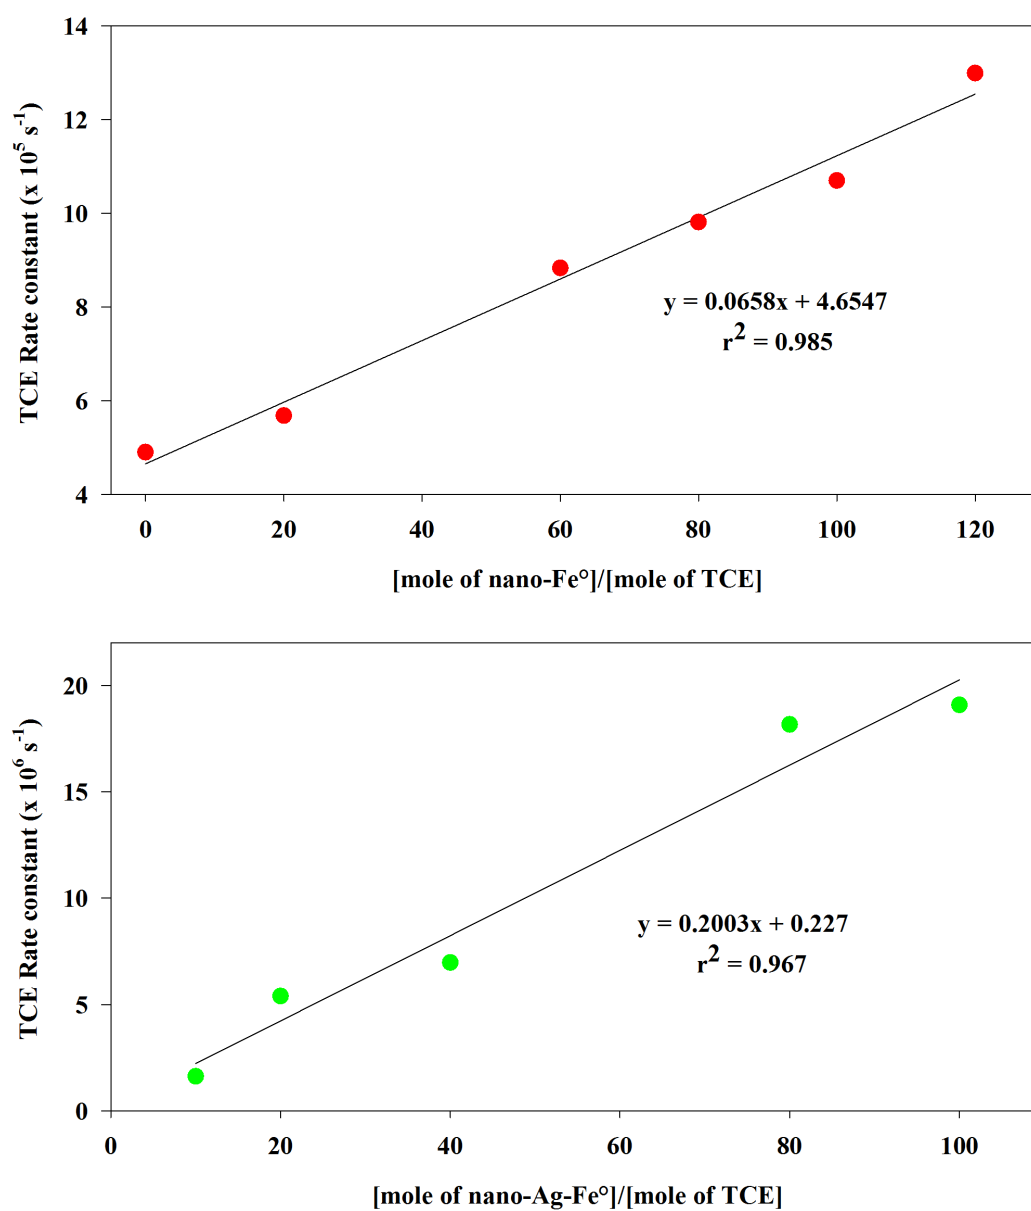 14
12
10
8
6
4
TCE Rate constant (x 10⁵ s⁻¹)
y = 0.0658x + 4.6547
r² = 0.985
0 20 40 60 80 100 120
[mole of nano-Fe°]/[mole of TCE]
20
15
10
5
0
TCE Rate constant (x 10⁶ s⁻¹)
y = 0.2003x + 0.227
r² = 0.967
0 20 40 60 80 100
[mole of nano-Ag-Fe°]/[mole of TCE]